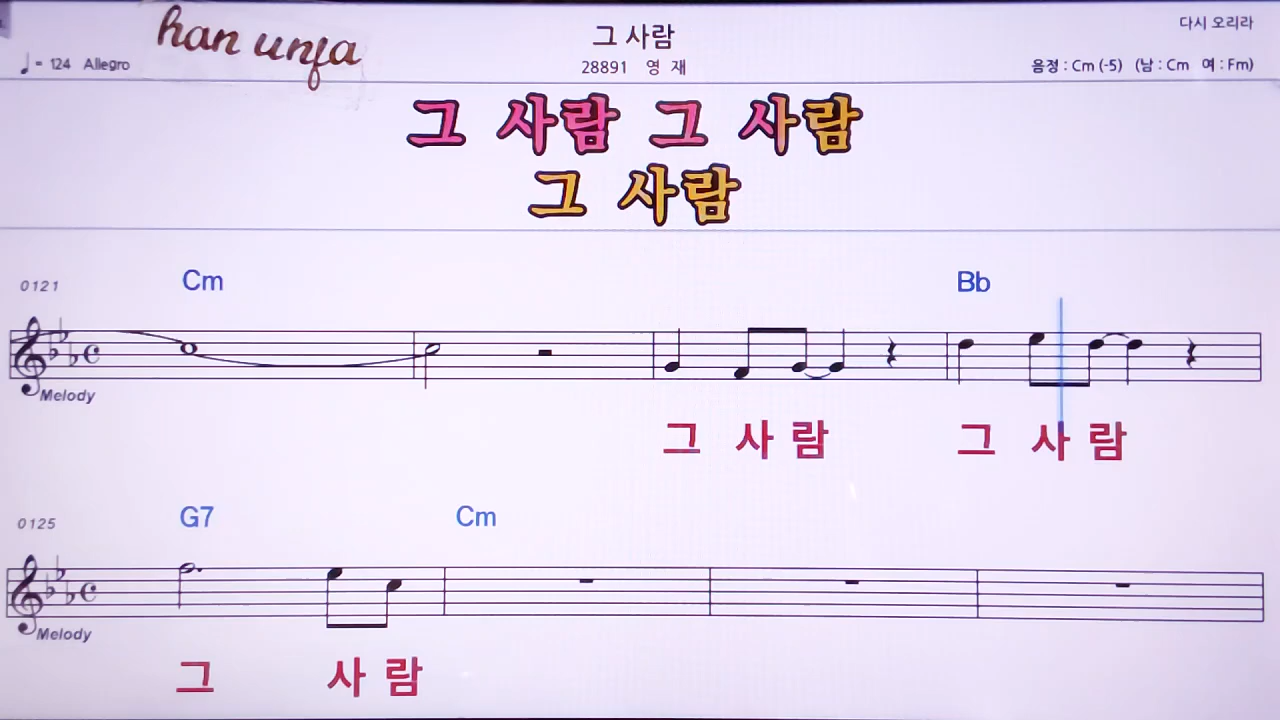 han unfa
그 사람
다시 오리라
♩= 124 Allegro
28891 영 재
음정 : Cm (-5) (남 : Cm 여 : Fm)
그 사람 그 사람
그 사람
0121 Cm Bb
Melody
그 사 람 그 사 람
0125 G7 Cm
Melody
그 사 람